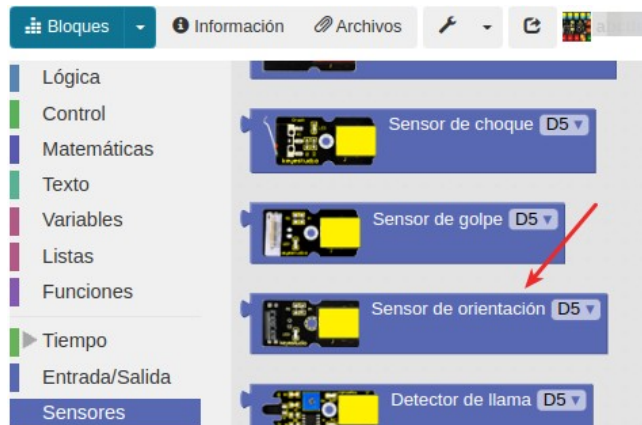 Bloques Información Archivos
Lógica
Control
Matemáticas
Texto
Variables
Listas
Funciones
Tiempo
Entrada/Salida
Sensores
Sensor de choque D5
Sensor de golpe D5
Sensor de orientación D5
Detector de llama D5